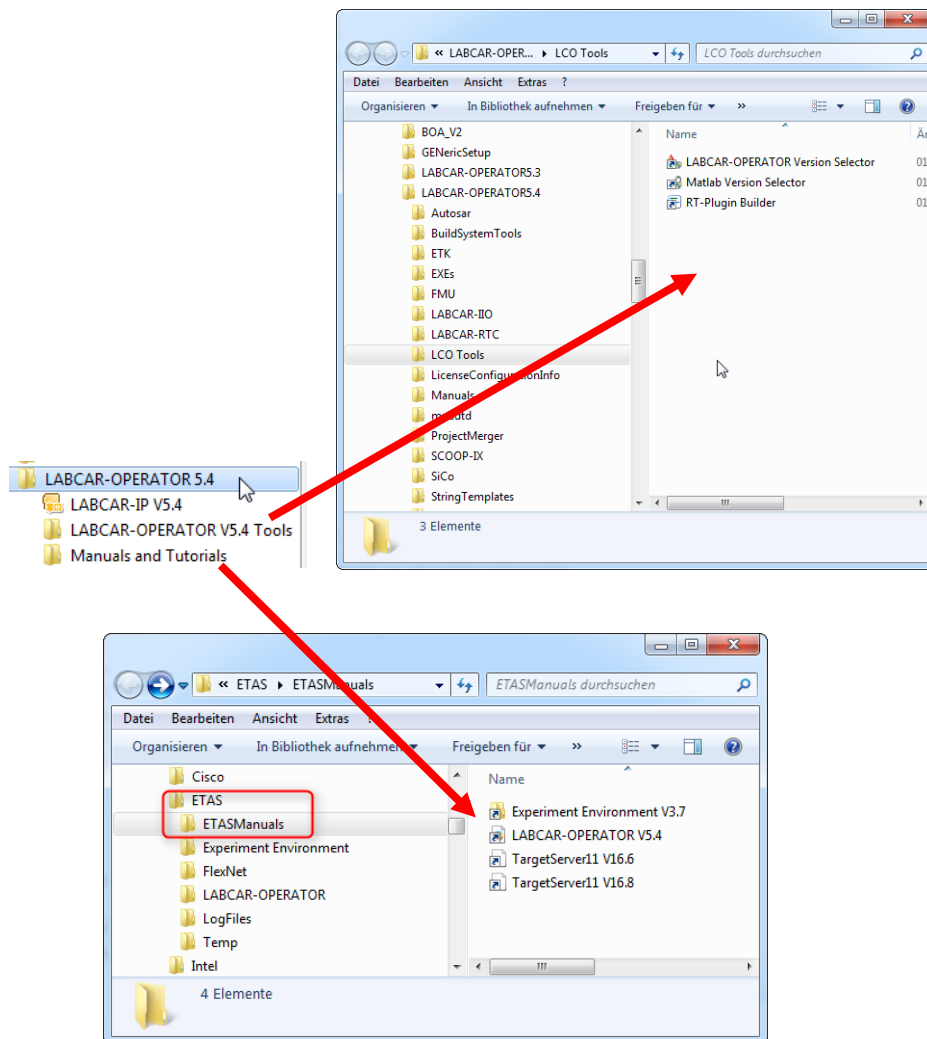 « LABCAR-OPER... ▸ LCO Tools
LCO Tools durchsuchen
Datei Bearbeiten Ansicht Extras ?
Organisieren In Bibliothek aufnehmen Freigeben für »
BOA_V2
GENericSetup
LABCAR-OPERATOR5.3
LABCAR-OPERATOR5.4
Autosar
BuildSystemTools
ETK
EXEs
FMU
LABCAR-IIO
LABCAR-RTC
LCO Tools
LicenseConfigurationInfo
Manuals
ProjectMerger
SCOOP-IX
SiCo
StringTemplates
Name
LABCAR-OPERATOR Version Selector 01
Matlab Version Selector 01
RT-Plugin Builder 01
3 Elemente
LABCAR-OPERATOR 5.4
LABCAR-IP V5.4
LABCAR-OPERATOR V5.4 Tools
Manuals and Tutorials
« ETAS ▸ ETASManuals
ETASManuals durchsuchen
Datei Bearbeiten Ansicht Extras ?
Organisieren In Bibliothek aufnehmen Freigeben für »
Cisco
ETAS
ETASManuals
Experiment Environment
FlexNet
LABCAR-OPERATOR
LogFiles
Temp
Intel
Name
Experiment Environment V3.7
LABCAR-OPERATOR V5.4
TargetServer11 V16.6
TargetServer11 V16.8
4 Elemente